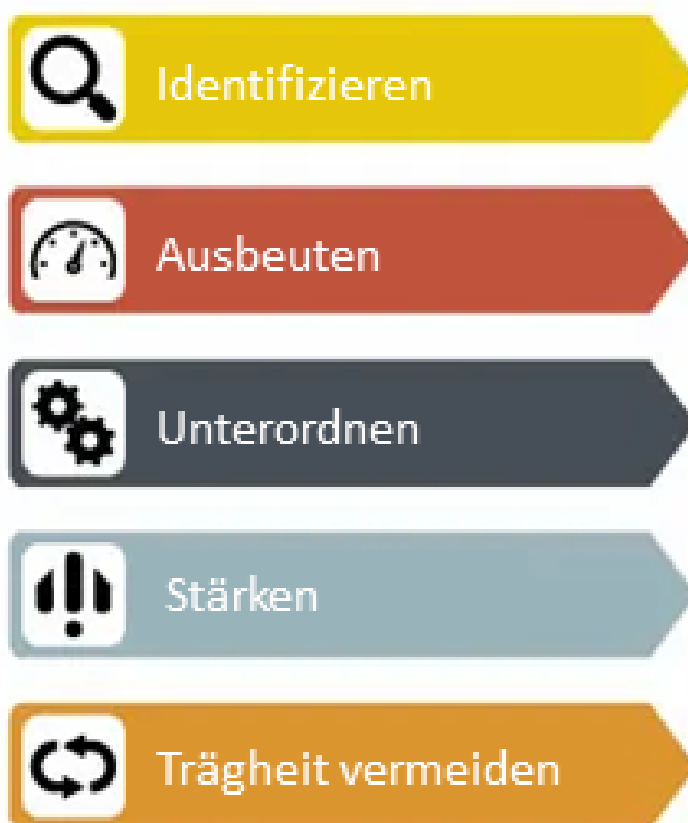 Identifizieren
Ausbeuten
Unterordnen
Stärken
Trägheit vermeiden